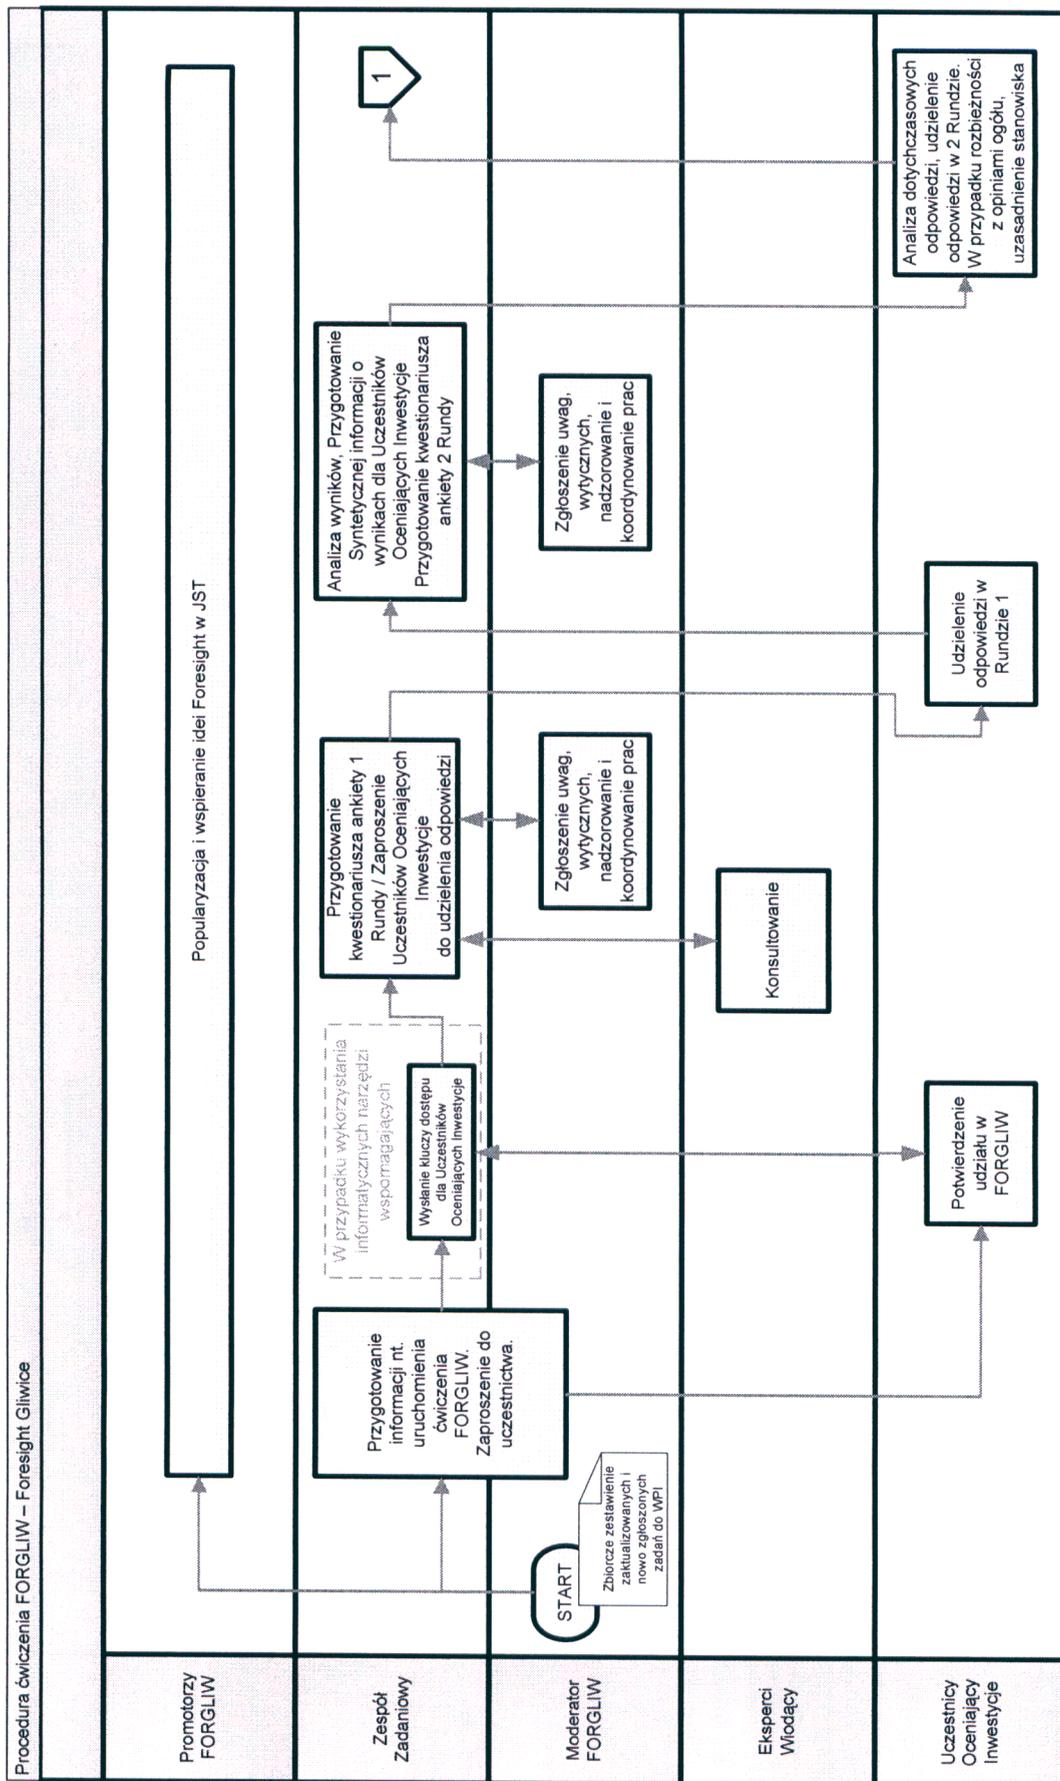 Procedura ćwiczenia FORGLIW – Foresight Gliwice
Promotorzy
FORGLIW
Popularyzacja i wspieranie idei Foresight w JST
Zespół
Zadaniowy
Przygotowanie
informacji nt.
uruchomienia
ćwiczenia
FORGLIW.
Zaproszenie do
uczestnictwa.
W przypadku wykorzystania
informatycznych narzędzi
wspomagających
Wysłanie kluczy dostępu
dla Uczestników
Oceniających Inwestycje
Przygotowanie
kwestionariusza ankiety 1
Rundy / Zaproszenie
Uczestników Oceniających
Inwestycje
do udzielenia odpowiedzi
Analiza wyników, Przygotowanie
Syntetycznej informacji o
wynikach dla Uczestników
Oceniających Inwestycje
Przygotowanie kwestionariusza
ankiety 2 Rundy
1
Moderator
FORGLIW
START
Zbiorcze zestawienie
zaktualizowanych i
nowo zgłoszonych
zadań do WPI
Zgłoszenie uwag,
wytycznych,
nadzorowanie i
koordynowanie prac
Zgłoszenie uwag,
wytycznych,
nadzorowanie i
koordynowanie prac
Eksperci
Wiodący
Konsultowanie
Uczestnicy
Oceniający
Inwestycje
Potwierdzenie
udziału w
FORGLIW
Udzielenie
odpowiedzi w
Rundzie 1
Analiza dotychczasowych
odpowiedzi, udzielenie
odpowiedzi w 2 Rundzie.
W przypadku rozbieżności
z opiniami ogółu,
uzasadnienie stanowiska